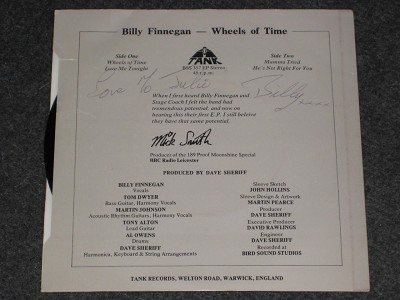 Billy Finnegan — Wheels of Time
TANK
Side One
Wheels of Time
Love Me Tonight
45 r.p.m.
Side Two
Mamma Tried
He's Not Right For You
Love To Julie
Billy xxxx
When I first heard Billy Finnegan and
Stage Coach I felt the band had
tremendous potential, and now on
hearing this their first E.P. I still believe
they have that same potential.
Mick Smith
Producer of the 159 Proof Moonshine Special
BBC Radio Leicester
PRODUCED BY DAVE SHERIFF
BILLY FINNEGAN
Vocals
TOM DWYER
Bass Guitar, Harmony Vocals
MARTIN JOHNSON
Acoustic Rhythm Guitars, Harmony Vocals
TONY ALTON
Lead Guitar
AL OWENS
Drums
DAVE SHERIFF
Harmonica, Keyboard & String Arrangements
Sleeve Sketch
JOHN HOLLINS
Sleeve Design & Artwork
MARTIN PEARCE
Producer
DAVE SHERIFF
Executive Producer
DAVID RAWLINGS
Engineer
DAVE SHERIFF
Recorded at
BIRD SOUND STUDIOS
TANK RECORDS, WELTON ROAD, WARWICK, ENGLAND